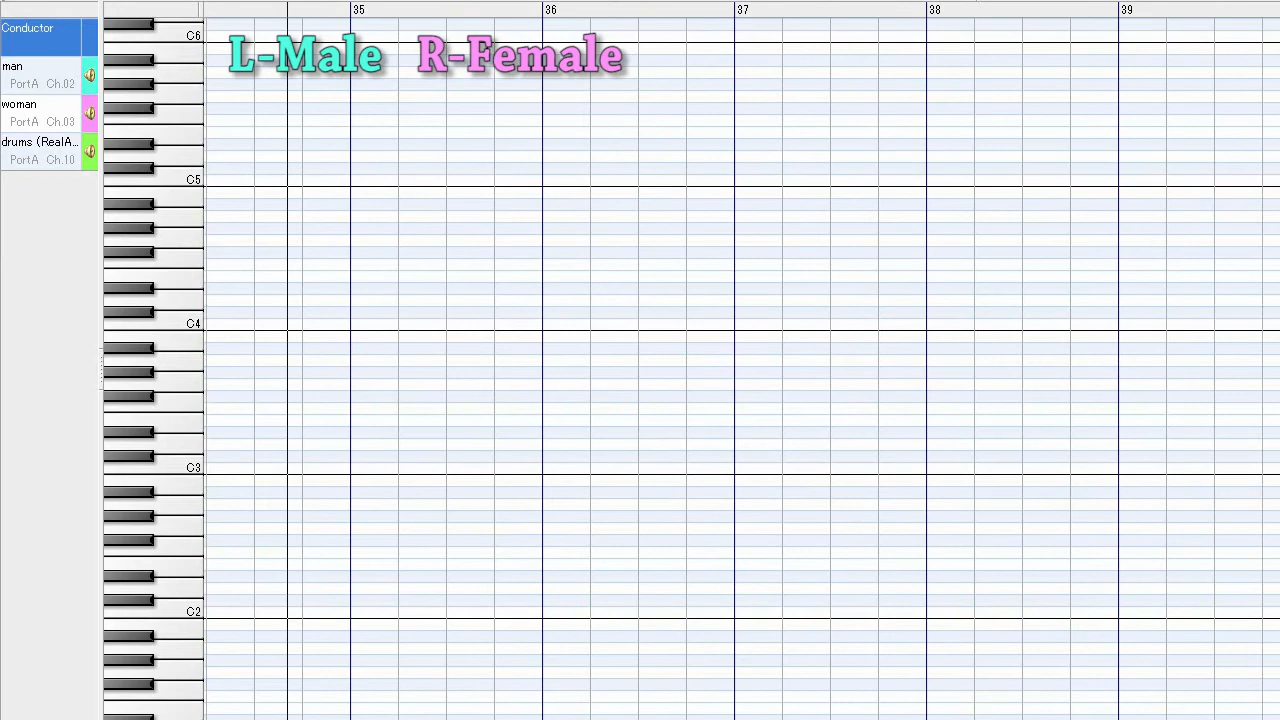 35 36 37 38 39
Conductor
man
PortA Ch.02
woman
PortA Ch.03
drums (RealA...
PortA Ch.10
L-Male R-Female
C6
C5
C4
C3
C2